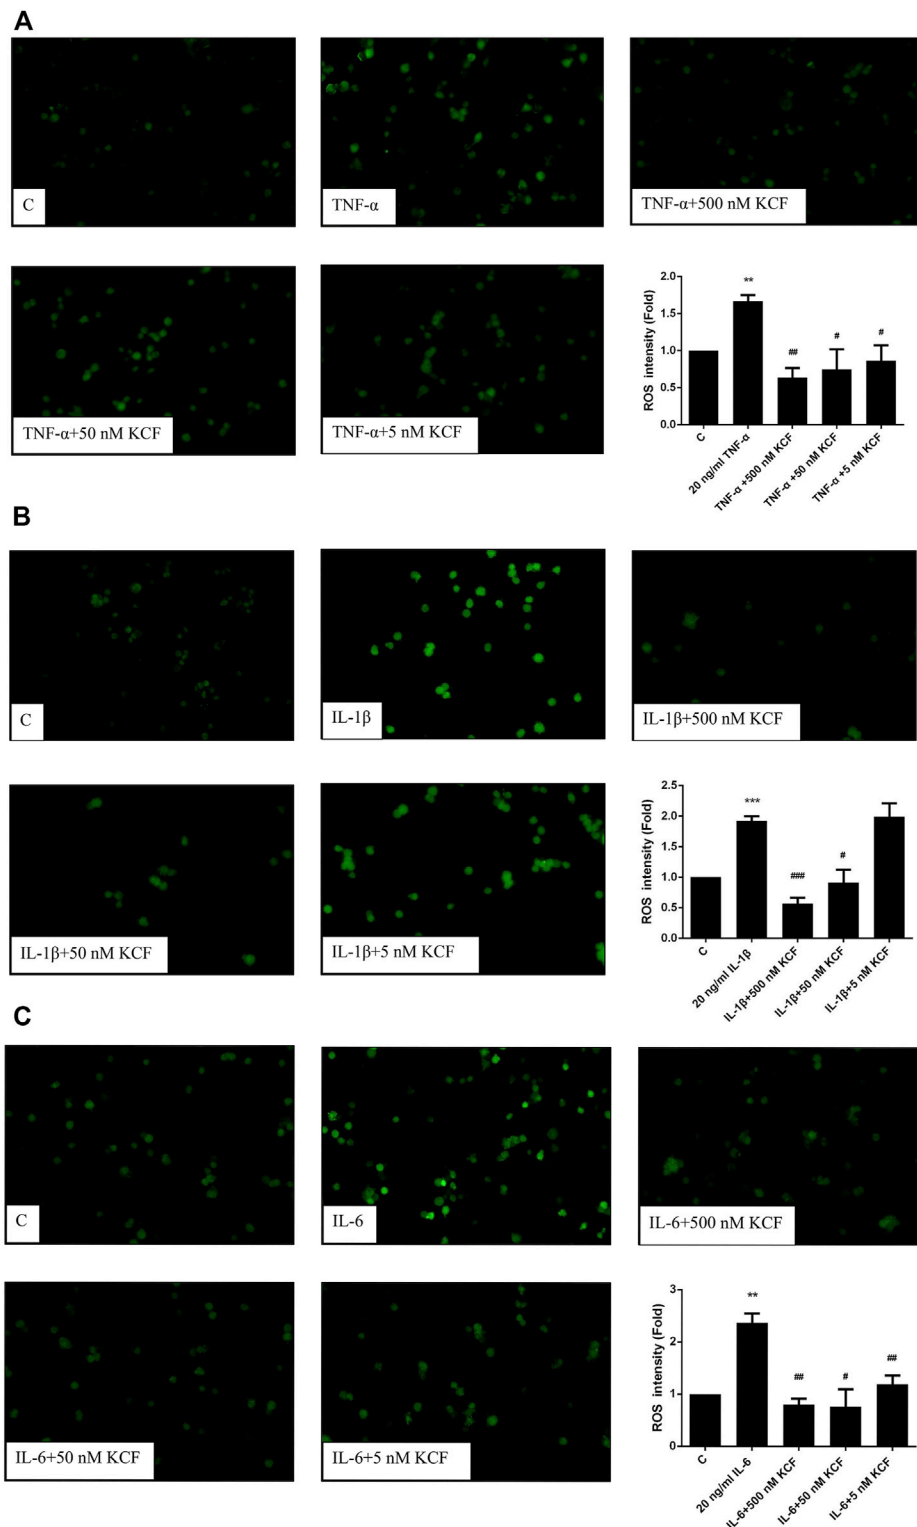 A
C
TNF-α
TNF-α+500 nM KCF
TNF-α+50 nM KCF
TNF-α+5 nM KCF
ROS intensity (Fold)
2.0
1.5
1.0
0.5
0.0
**
##
#
#
C
20 ng/ml TNF-α
TNF-α +500 nM KCF
TNF-α +50 nM KCF
TNF-α +5 nM KCF
B
C
IL-1β
IL-1β+500 nM KCF
IL-1β+50 nM KCF
IL-1β+5 nM KCF
ROS intensity (Fold)
2.5
2.0
1.5
1.0
0.5
0.0
***
###
#
C
20 ng/ml IL-1β
IL-1β+500 nM KCF
IL-1β+50 nM KCF
IL-1β+5 nM KCF
C
C
IL-6
IL-6+500 nM KCF
IL-6+50 nM KCF
IL-6+5 nM KCF
ROS intensity (Fold)
3
2
1
0
**
##
#
##
C
20 ng/ml IL-6
IL-6+500 nM KCF
IL-6+50 nM KCF
IL-6+5 nM KCF